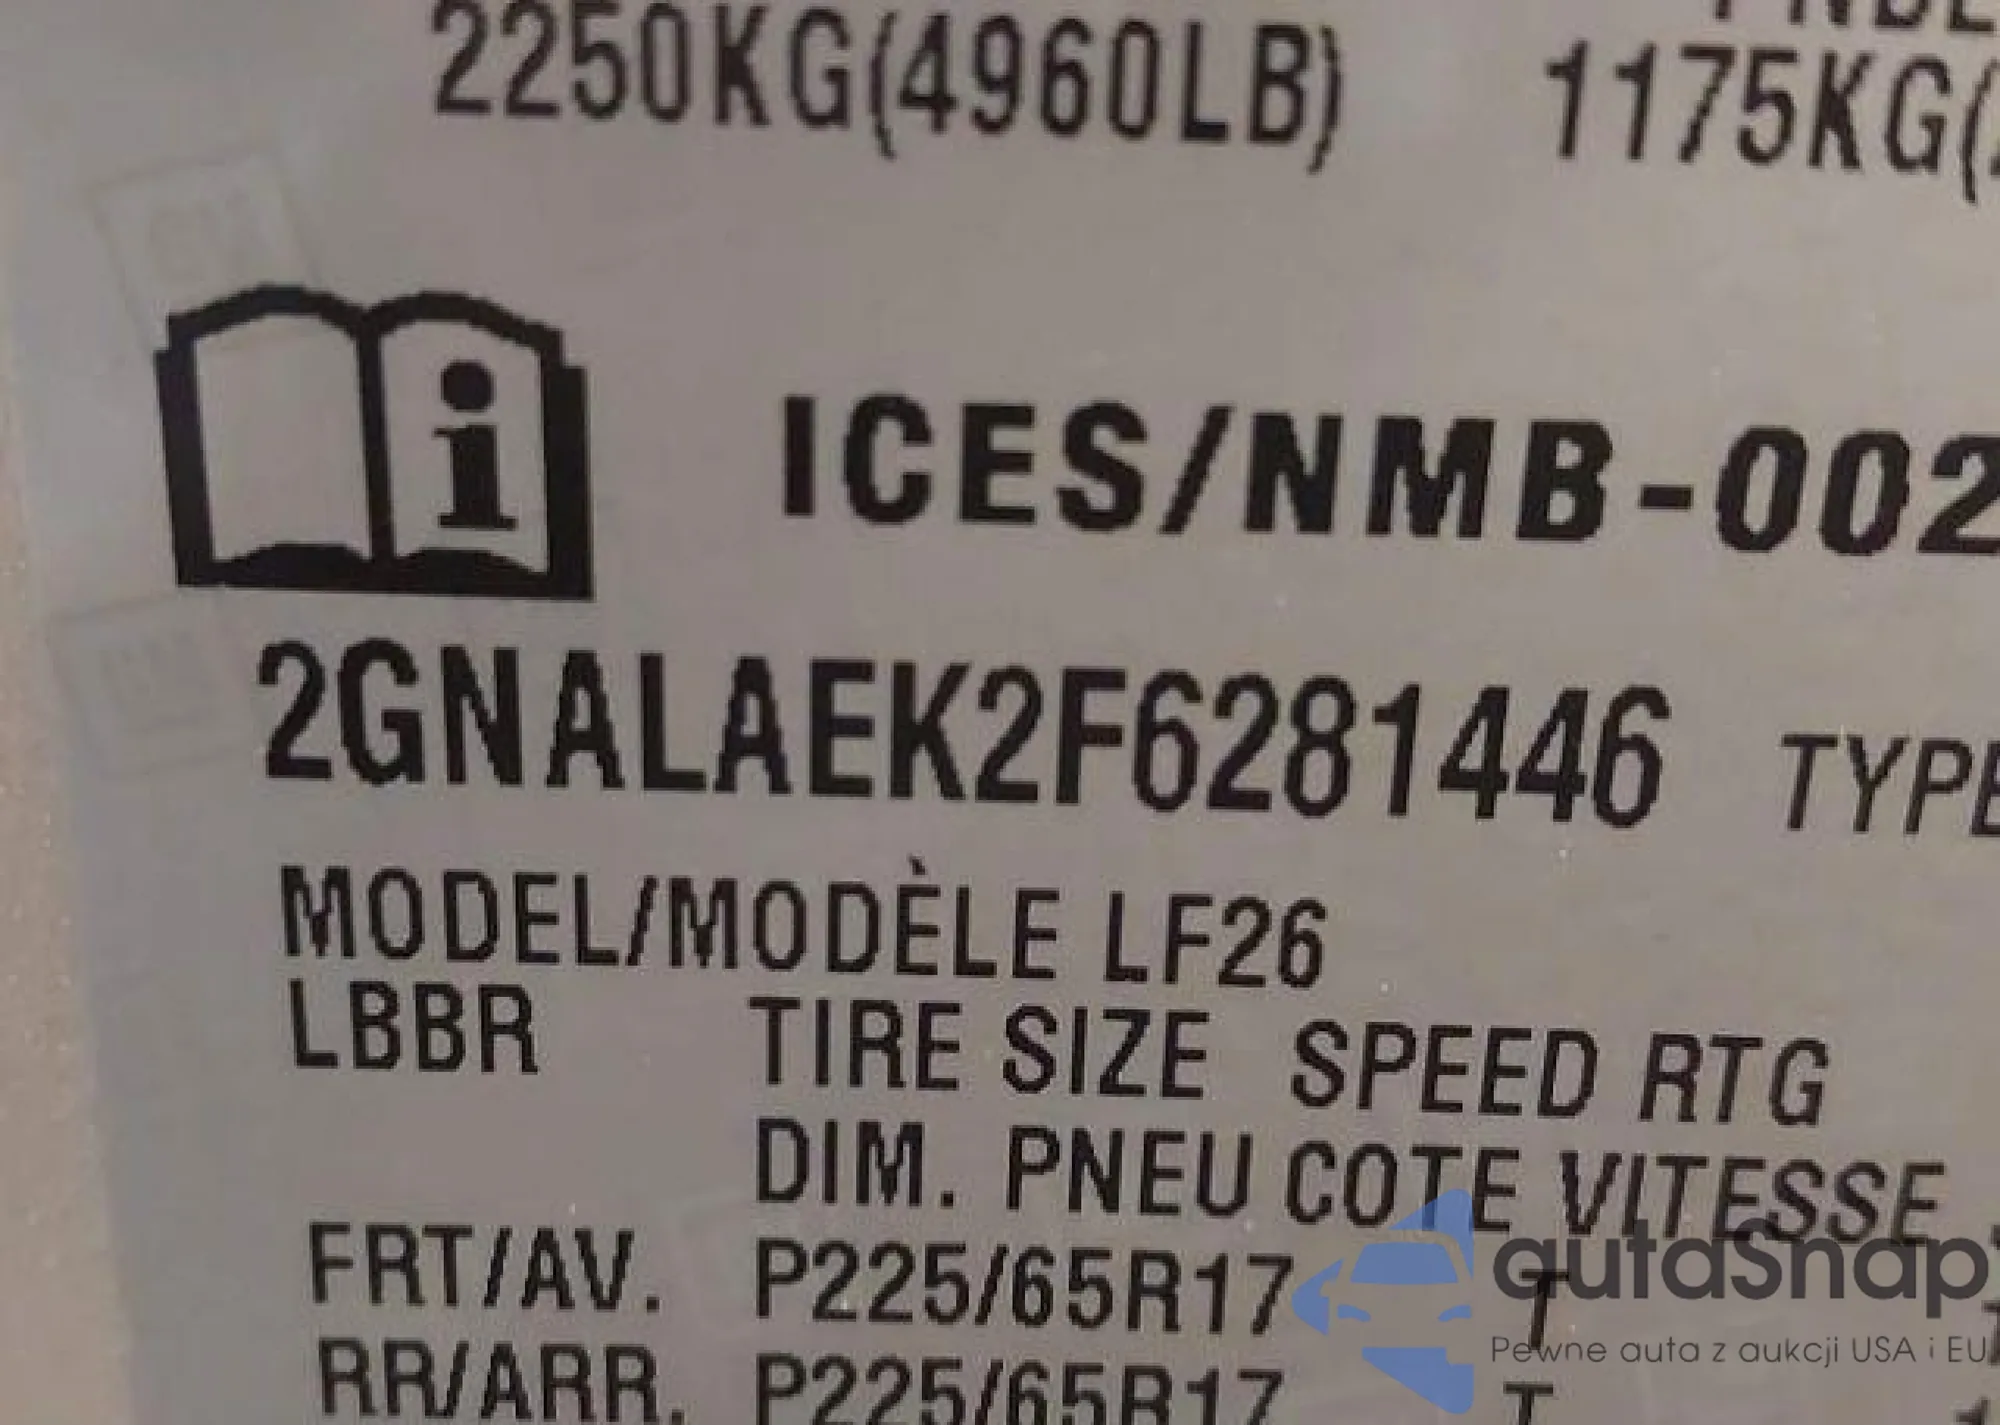 2250KG(4960LB) 1175KG(
ICES/NMB-002
2GNALAEK2F6281446 TYPE
MODEL/MODÈLE LF26
LBBR TIRE SIZE SPEED RTG
DIM. PNEU COTE VITESSE
FRT/AV. P225/65R17 T
RR/ARR. P225/65R17 T
autaSnap
Pewne auta z aukcji USA i EU